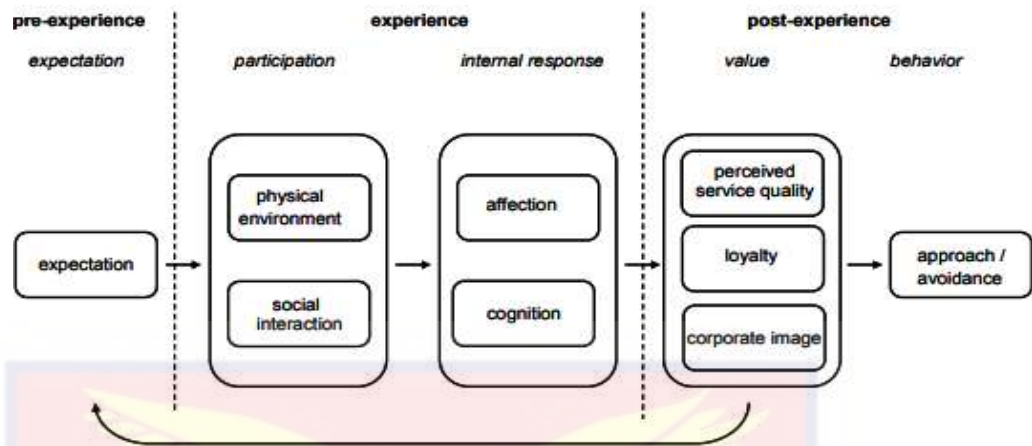 pre-experience
experience
post-experience
expectation
participation
internal response
value
behavior
physical
environment
social
interaction
affection
cognition
perceived
service quality
loyalty
corporate image
expectation
approach /
avoidance